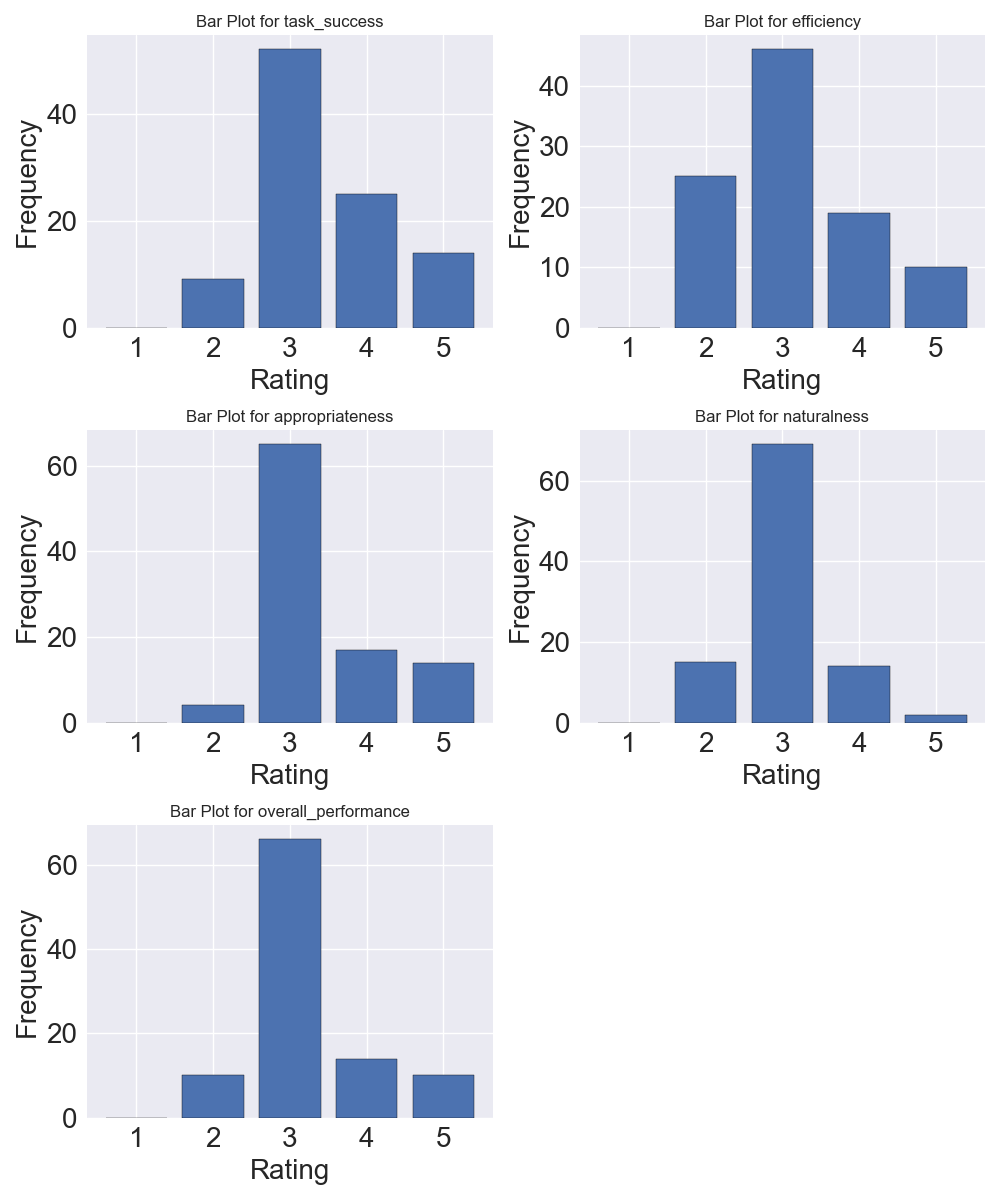 Bar Plot for task_success
Frequency
40
20
0
1 2 3 4 5
Rating
Bar Plot for efficiency
Frequency
40
30
20
10
0
1 2 3 4 5
Rating
Bar Plot for appropriateness
Frequency
60
40
20
0
1 2 3 4 5
Rating
Bar Plot for naturalness
Frequency
60
40
20
0
1 2 3 4 5
Rating
Bar Plot for overall_performance
Frequency
60
40
20
0
1 2 3 4 5
Rating